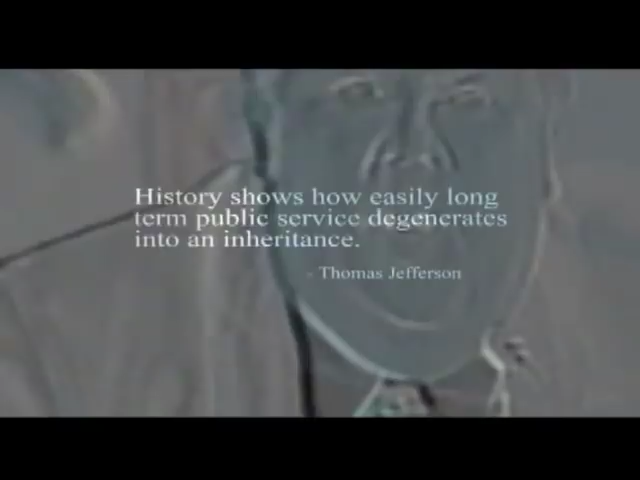 History shows how easily long
term public service degenerates
into an inheritance.
- Thomas Jefferson